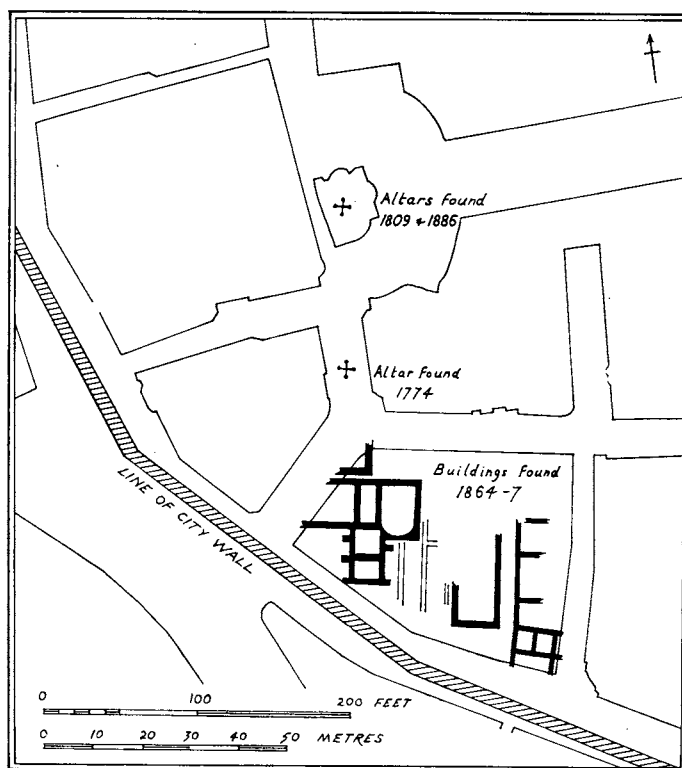 Altars found
1809 & 1886
Altar found
1774
Buildings found
1864-7
LINE OF CITY WALL
0 100 200 FEET
0 10 20 30 40 50 METRES